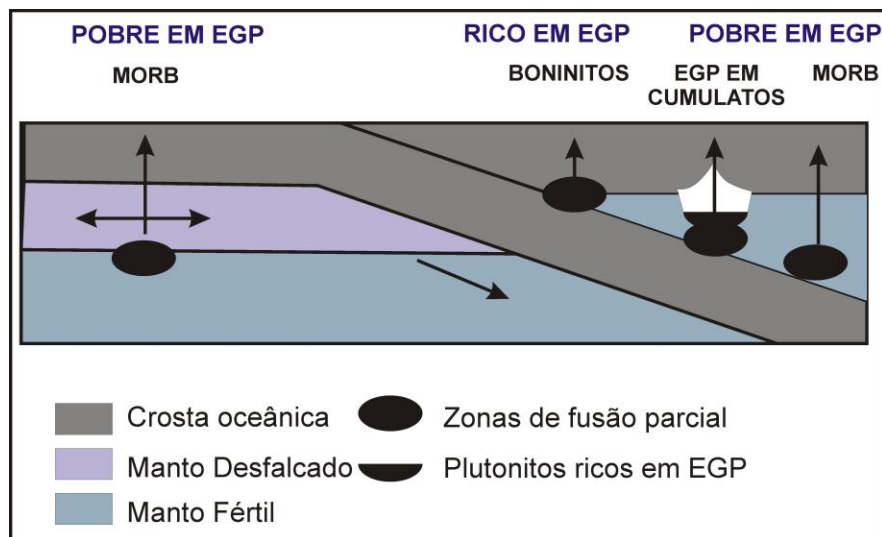 POBRE EM EGP
RICO EM EGP
POBRE EM EGP
MORB
BONINITOS
EGP EM
CUMULATOS
MORB
Crosta oceânica
Zonas de fusão parcial
Manto Desfalcado
Plutonitos ricos em EGP
Manto Fértil